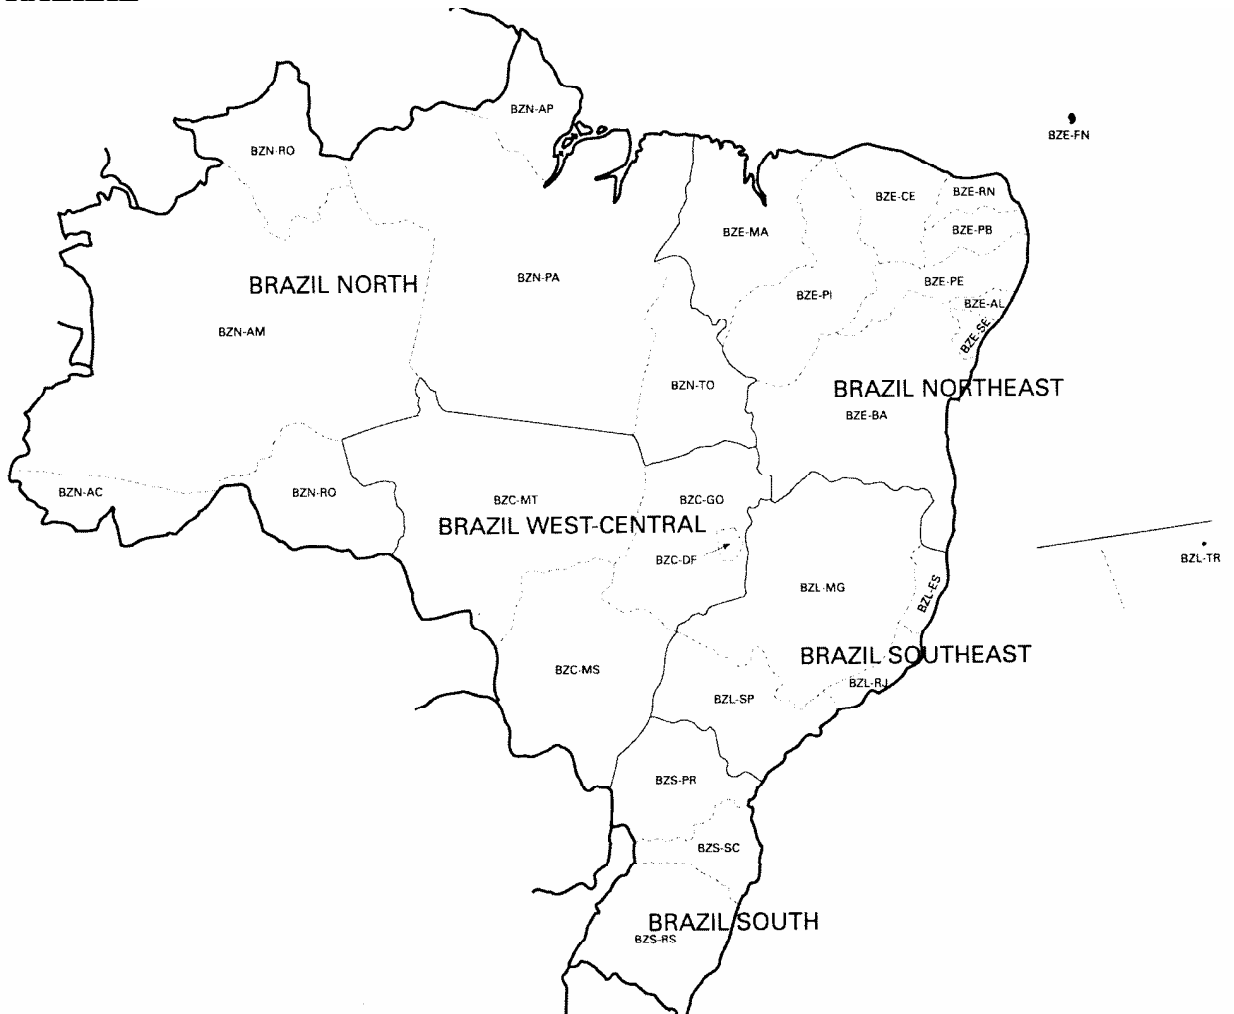 BZN-AP
BZE-FN
BZN-RO
BZE-CE
BZE-RN
BZE-MA
BZE-PB
BZN-PA
BRAZIL NORTH
BZE-PE
BZE-PI
BZE-AL
BZN-AM
BZE-SE
BZN-TO
BRAZIL NORTHEAST
BZE-BA
BZN-AC
BZN-RO
BZC-MT
BZC-GO
BRAZIL WEST-CENTRAL
BZC-DF
BZL-TR
BZL-MG
BZL-ES
BRAZIL SOUTHEAST
BZC-MS
BZL-RJ
BZL-SP
BZS-PR
BZS-SC
BRAZIL SOUTH
BZS-RS